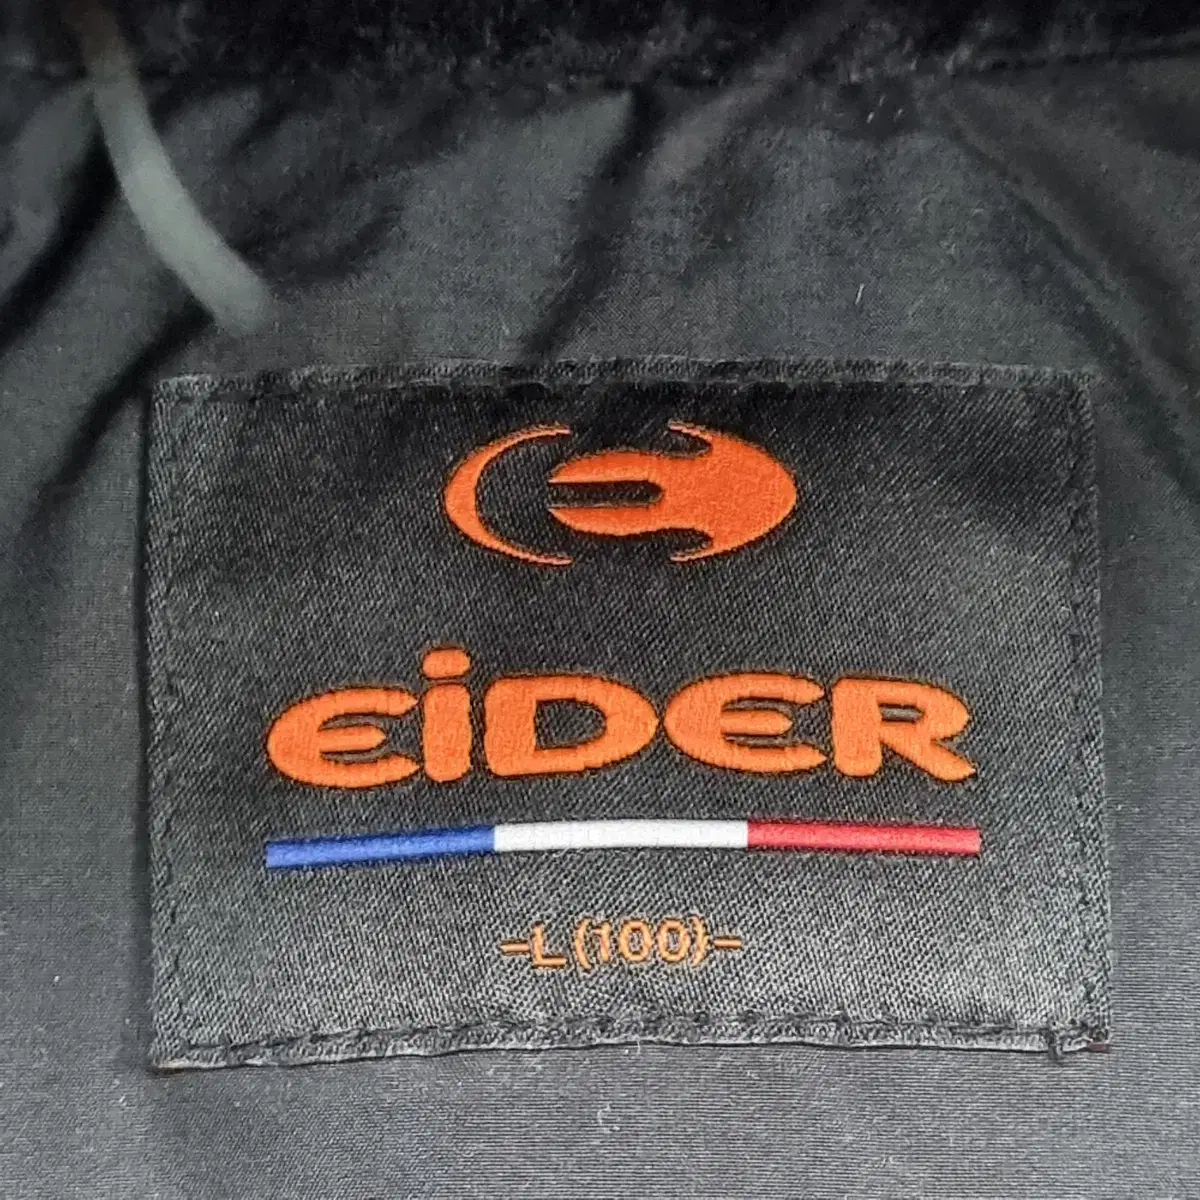 eiDER
-L(100)-